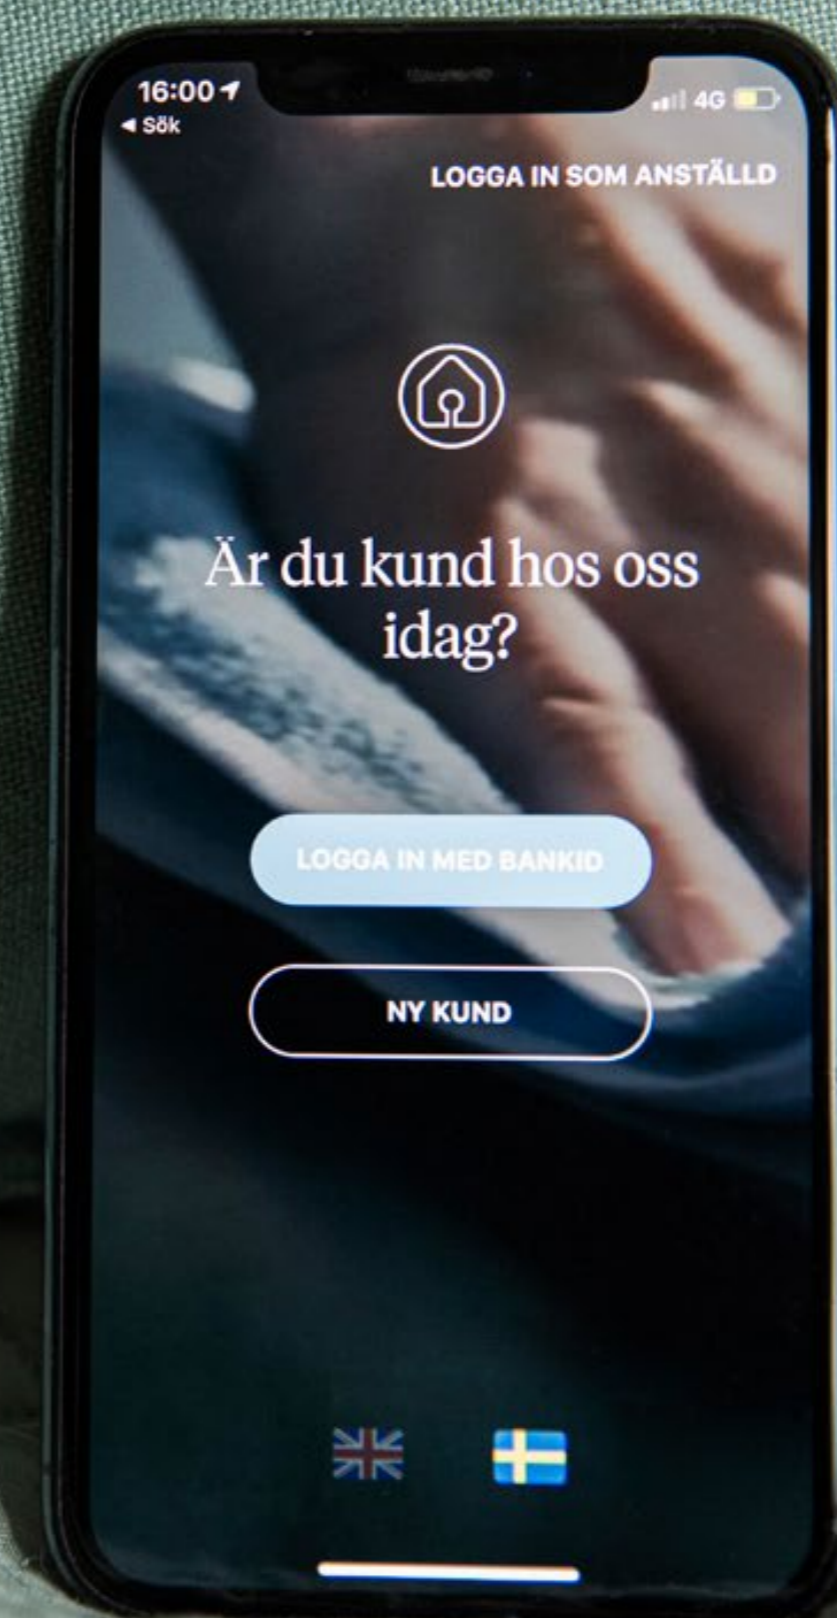 16:00
4G
◀ Sök
LOGGA IN SOM ANSTÄLLD
Är du kund hos oss
idag?
LOGGA IN MED BANKID
NY KUND